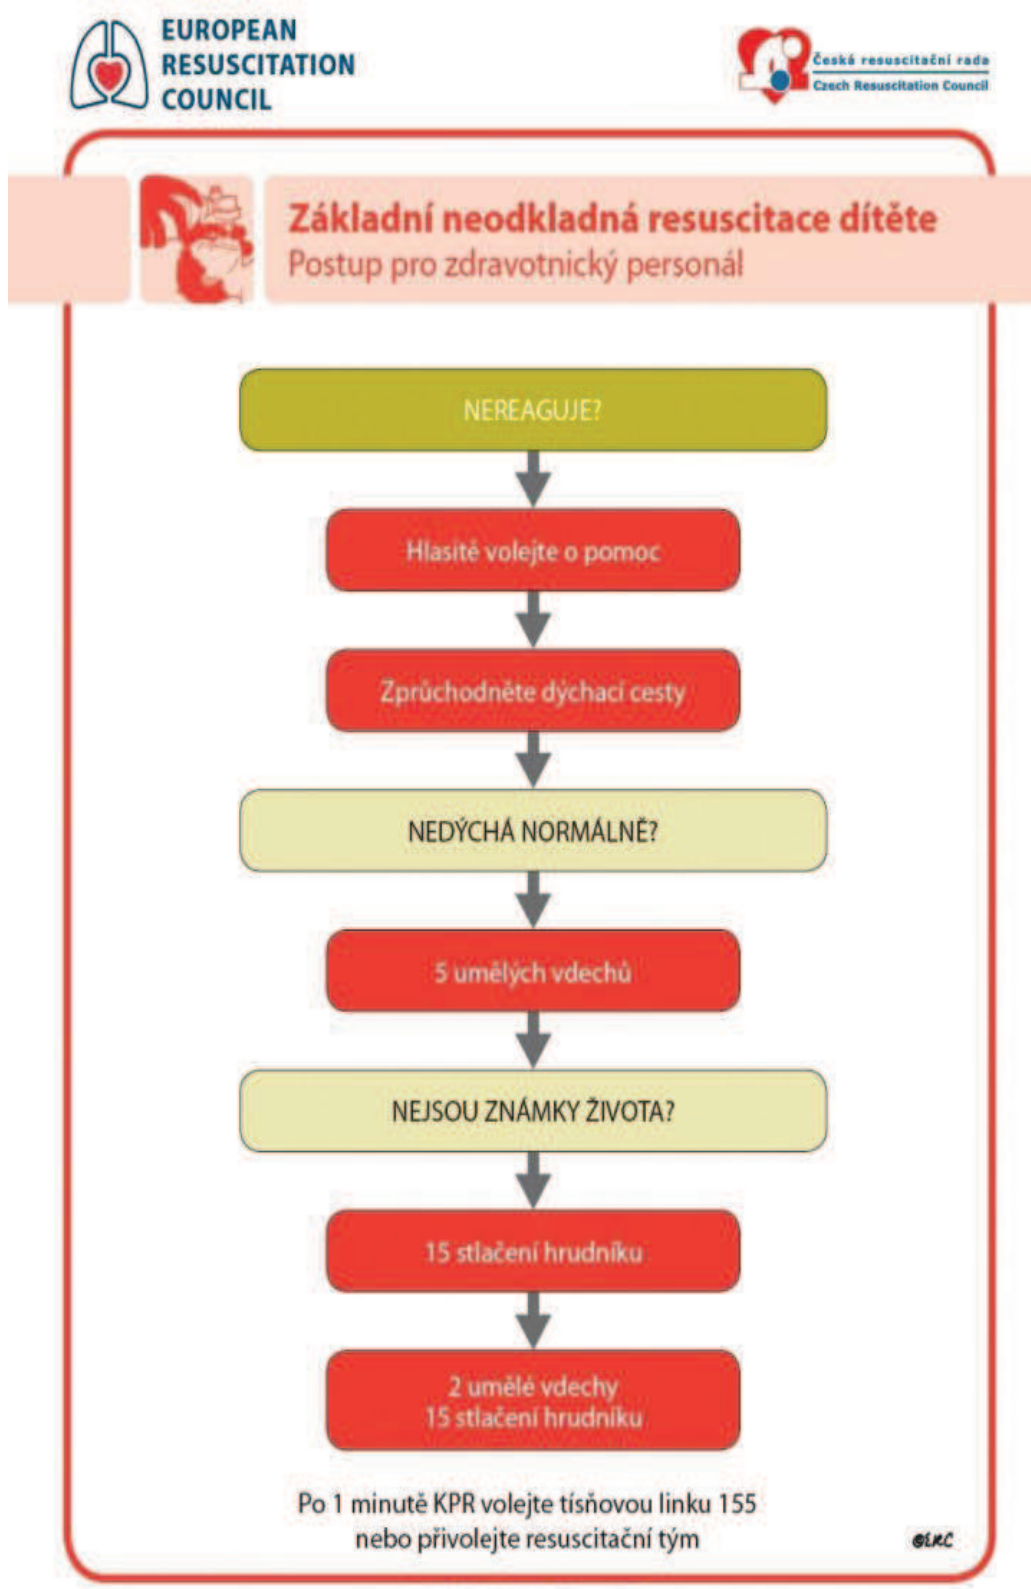 EUROPEAN
RESUSCITATION
COUNCIL
Česká resuscitační rada
Czech Resuscitation Council
Základní neodkladná resuscitace dítěte
Postup pro zdravotnický personál
NEREAGUJE?
Hlasitě volejte o pomoc
Zprůchodněte dýchací cesty
NEDÝCHÁ NORMÁLNĚ?
5 umělých vdechů
NEJSOU ZNÁMKY ŽIVOTA?
15 stlačení hrudníku
2 umělé vdechy
15 stlačení hrudníku
Po 1 minutě KPR volejte tísňovou linku 155
nebo přivolejte resuscitační tým
©ERC